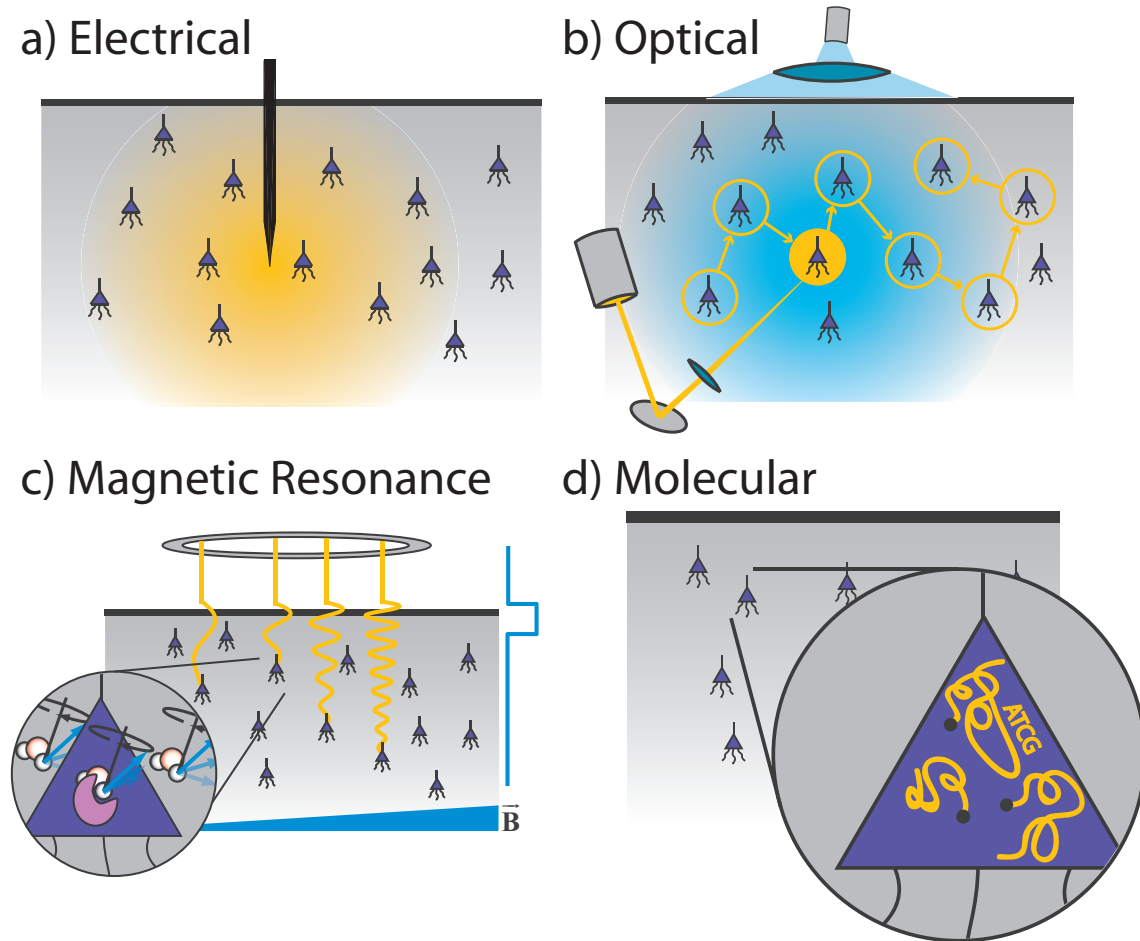 a) Electrical
b) Optical
c) Magnetic Resonance
B
d) Molecular
ATCG